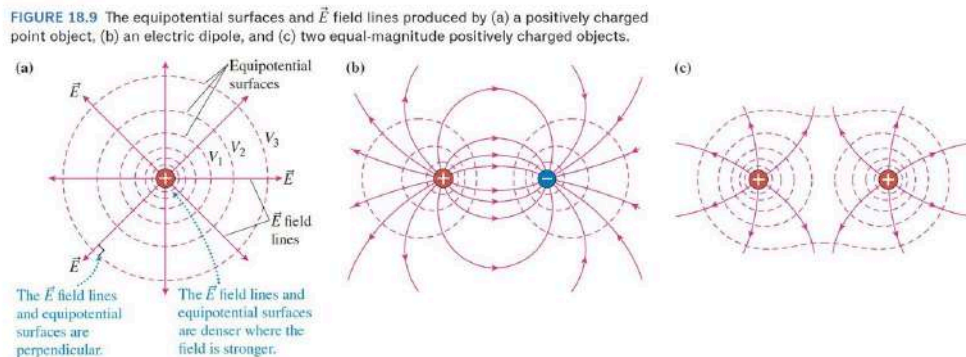 FIGURE 18.9 The equipotential surfaces and E⃗ field lines produced by (a) a positively charged
point object, (b) an electric dipole, and (c) two equal-magnitude positively charged objects.
(a)
Equipotential
surfaces
E⃗
V₁
V₂
V₃
+
E⃗
E⃗ field
lines
E⃗
The E⃗ field lines
and equipotential
surfaces are
perpendicular.
The E⃗ field lines and
equipotential surfaces
are denser where the
field is stronger.
(b)
+
−
(c)
+
+